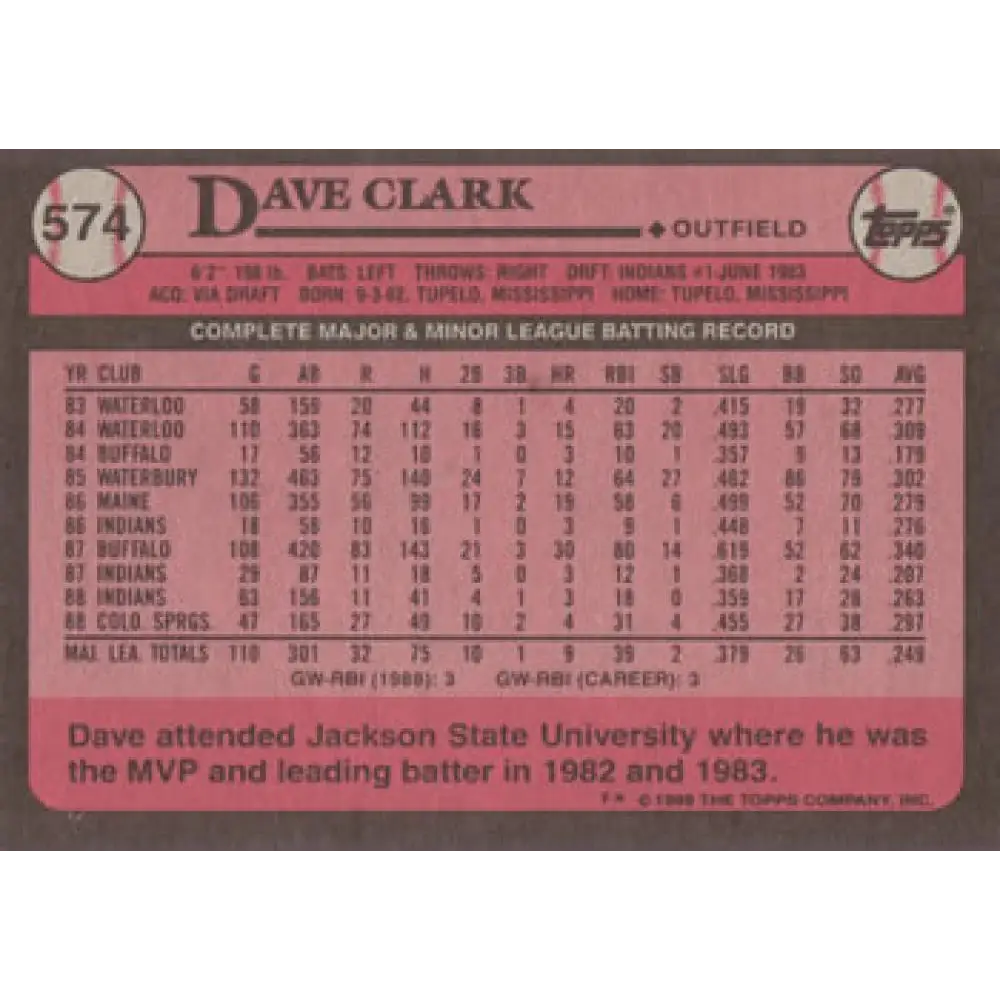 574
DAVE CLARK
◆ OUTFIELD
Topps®
6'2" 198 lb. BATS: LEFT THROWS: RIGHT DRFT: INDIANS #1-JUNE 1983
ACQ: VIA DRAFT BORN: 9-3-62, TUPELO, MISSISSIPPI HOME: TUPELO, MISSISSIPPI
COMPLETE MAJOR & MINOR LEAGUE BATTING RECORD
YR CLUB G AB R H 2B 3B HR RBI SB SLG BB SO AVG
83 WATERLOO 58 159 20 44 8 1 4 20 2 .415 19 32 .277
84 WATERLOO 110 363 74 112 16 3 15 63 20 .493 57 68 .309
84 BUFFALO 17 56 12 10 1 0 3 10 1 .357 9 13 .179
85 WATERBURY 132 463 75 140 24 7 12 64 27 .462 86 79 .302
86 MAINE 106 355 56 99 17 2 19 58 6 .499 52 70 .279
86 INDIANS 18 58 10 16 1 0 3 9 1 .448 7 11 .276
87 BUFFALO 108 420 83 143 21 3 30 80 14 .619 52 62 .340
87 INDIANS 29 87 11 18 5 0 3 12 1 .368 2 24 .207
88 INDIANS 63 156 11 41 4 1 3 18 0 .359 17 28 .263
88 COLO. SPRGS. 47 165 27 49 10 2 4 31 4 .455 27 38 .297
MAJ. LEA. TOTALS 110 301 32 75 10 1 9 39 2 .379 26 63 .249
GW-RBI (1988): 3 GW-RBI (CAREER): 3
Dave attended Jackson State University where he was
the MVP and leading batter in 1982 and 1983.
F* © 1989 THE TOPPS COMPANY, INC.